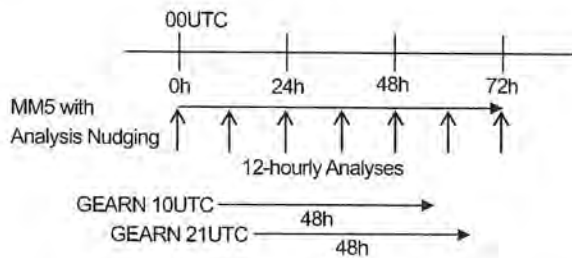 00UTC
0h 24h 48h 72h
MM5 with
Analysis Nudging
12-hourly Analyses
GEARN 10UTC
48h
GEARN 21UTC
48h